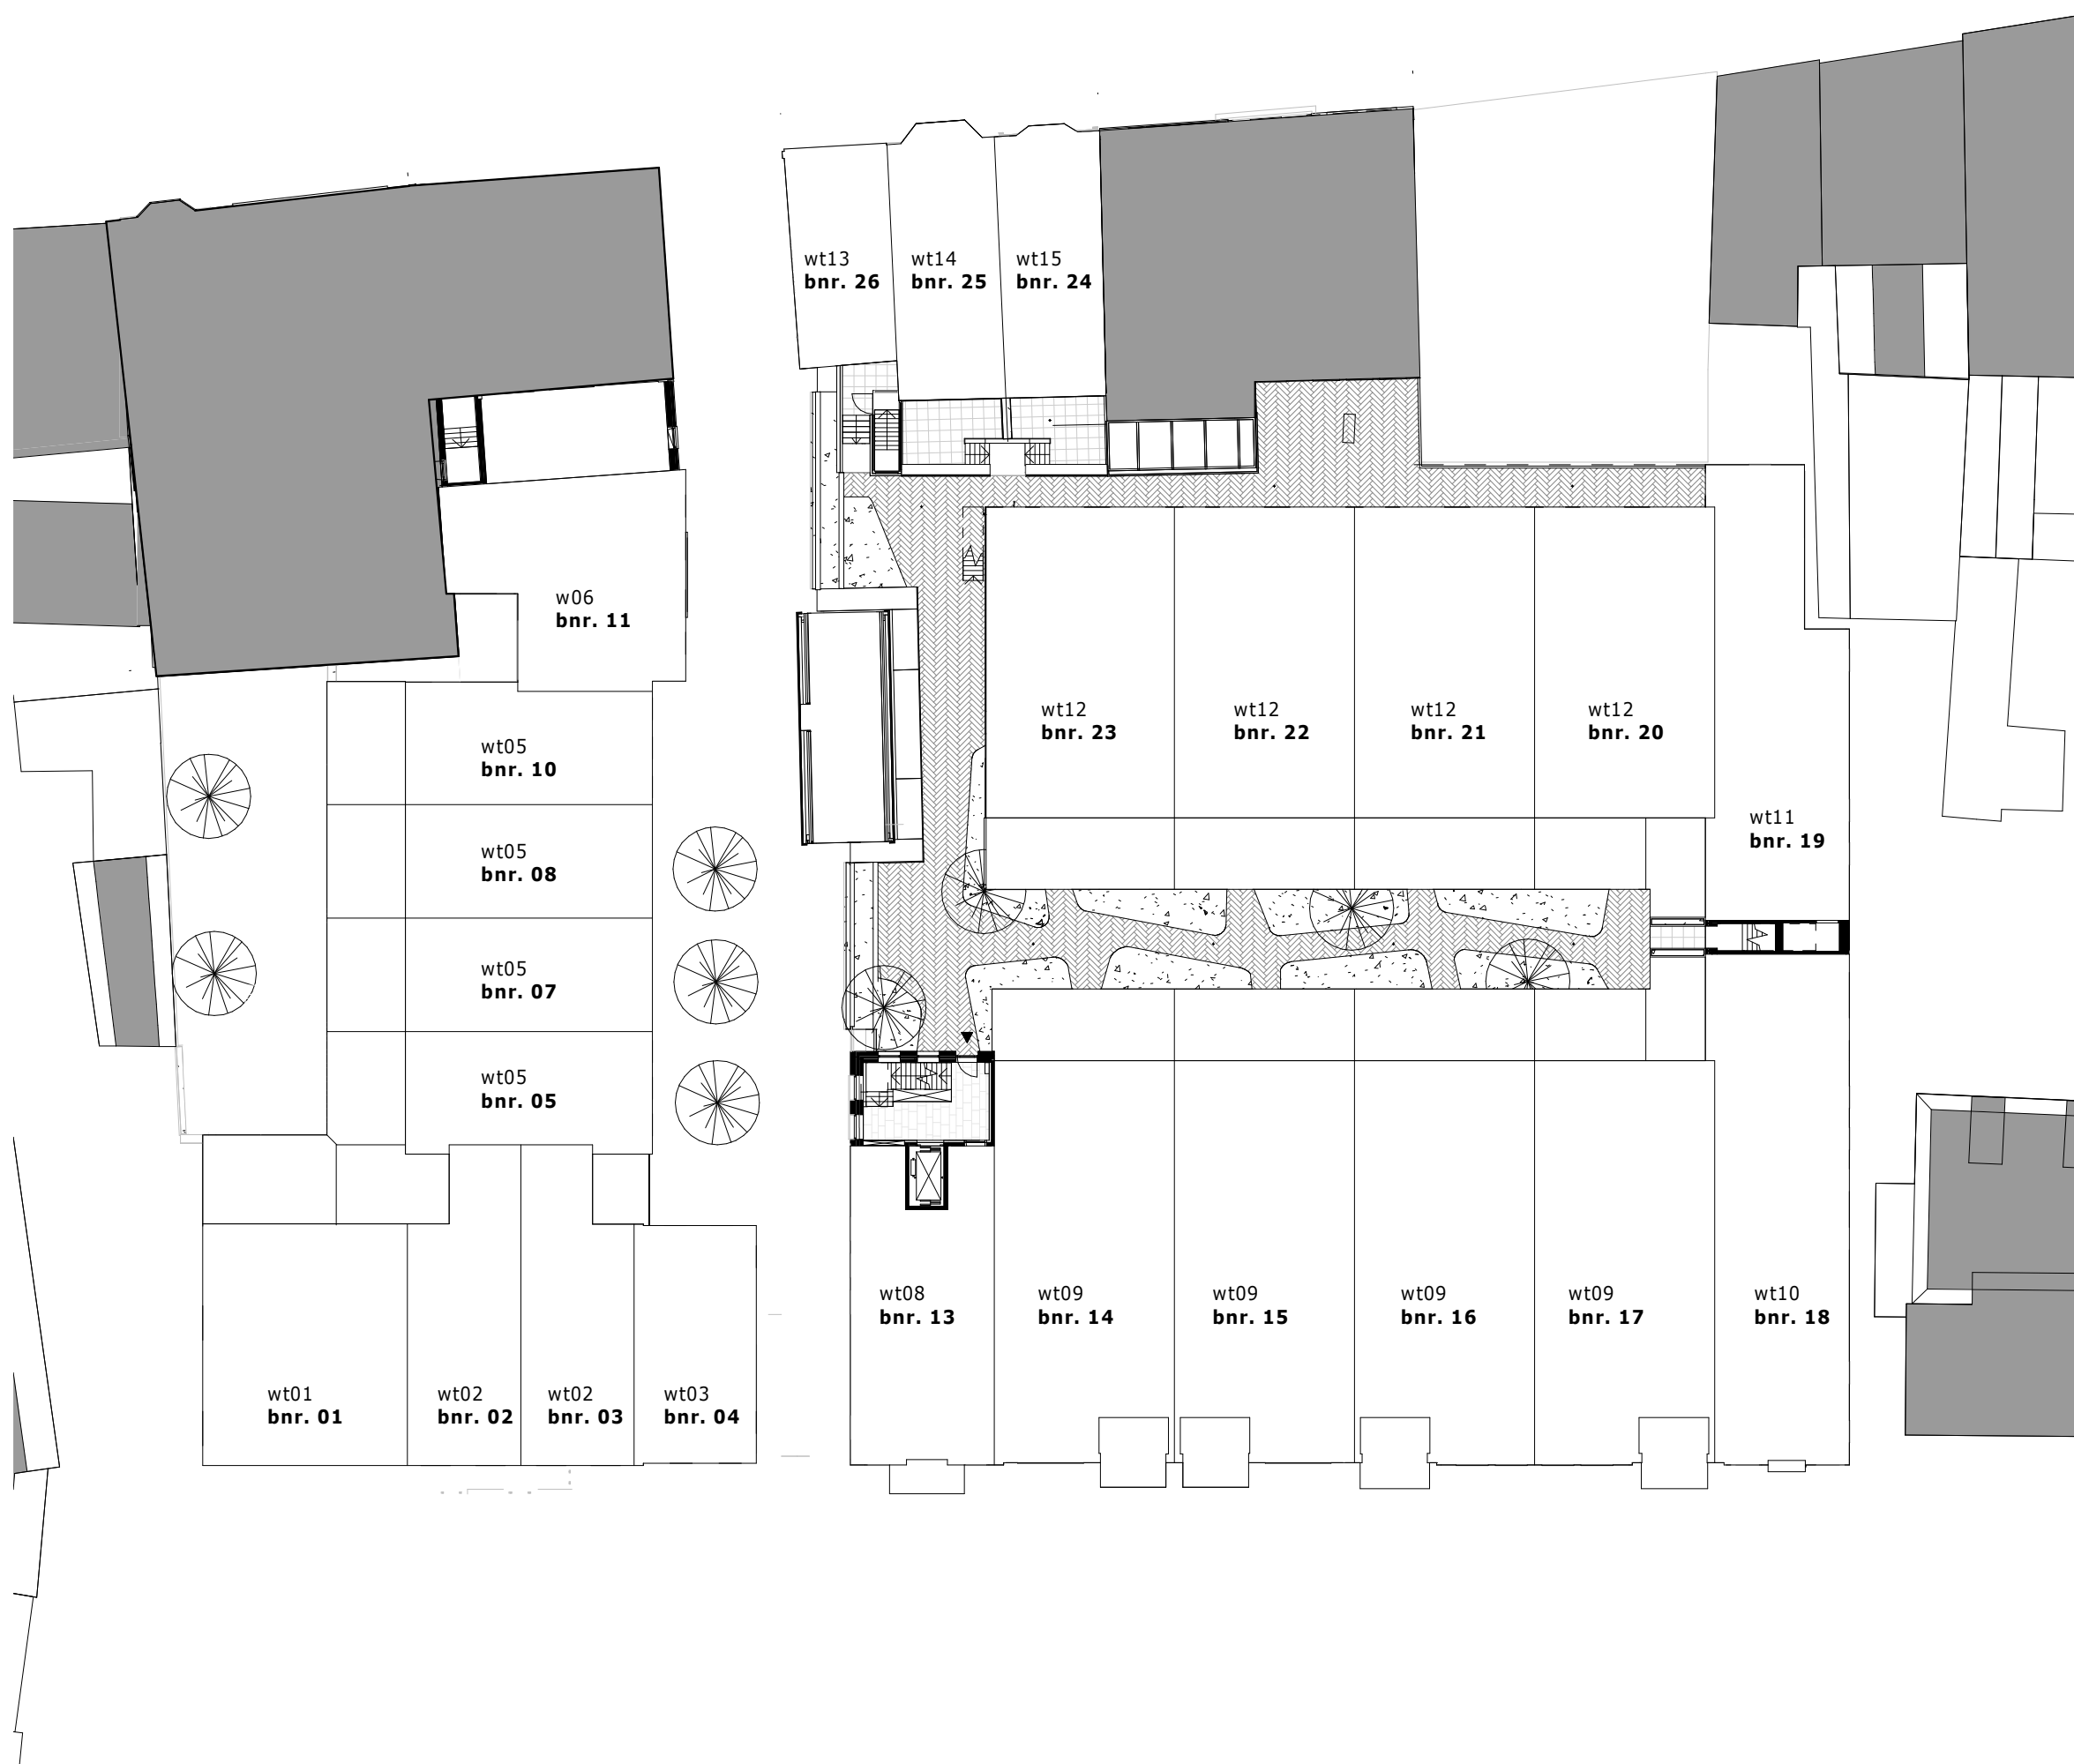 wt13
bnr. 26
wt14
bnr. 25
wt15
bnr. 24
w06
bnr. 11
wt12
bnr. 23
wt12
bnr. 22
wt12
bnr. 21
wt12
bnr. 20
wt05
bnr. 10
wt11
bnr. 19
wt05
bnr. 08
wt05
bnr. 07
wt05
bnr. 05
wt08
bnr. 13
wt09
bnr. 14
wt09
bnr. 15
wt09
bnr. 16
wt09
bnr. 17
wt10
bnr. 18
wt01
bnr. 01
wt02
bnr. 02
wt02
bnr. 03
wt03
bnr. 04